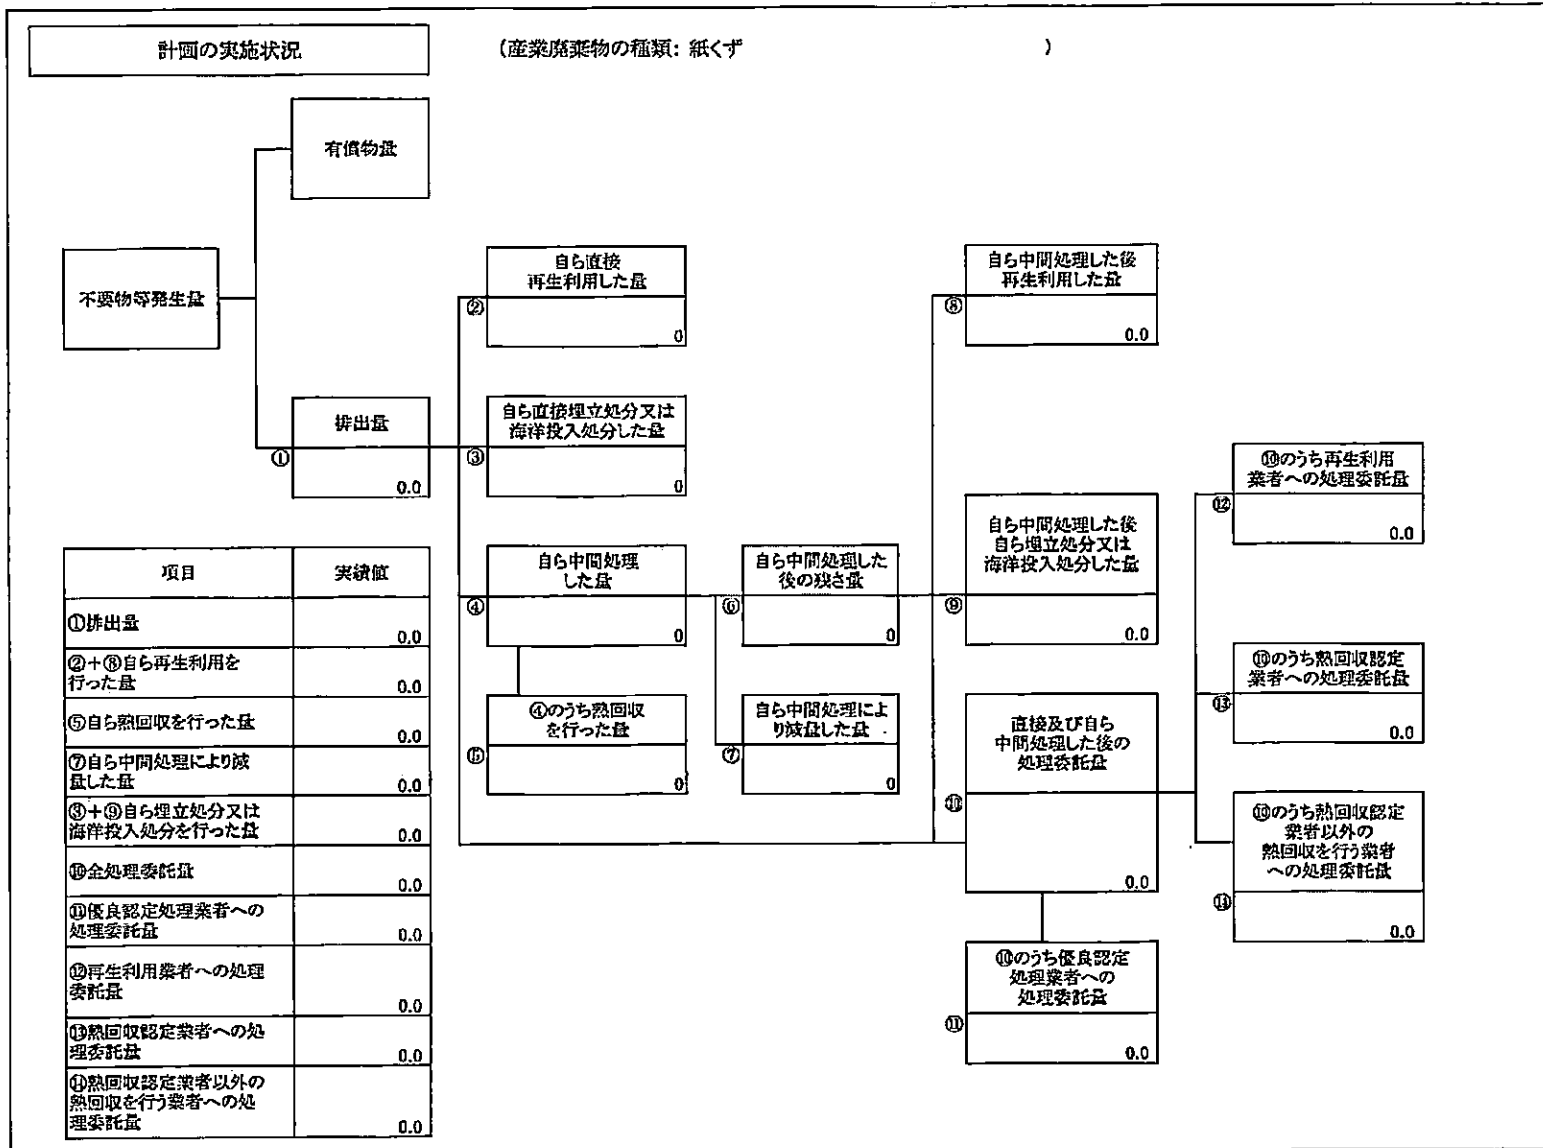 計画の実施状況
(産業廃棄物の種類: 紙くず )
有償物量
不要物等発生量
自ら直接
再生利用した量
②
0
自ら中間処理した後
再生利用した量
⑧
0.0
排出量
①
0.0
自ら直接埋立処分又は
海洋投入処分した量
③
0
⑩のうち再生利用
業者への処理委託量
⑫
0.0
自ら中間処理した後
自ら埋立処分又は
海洋投入処分した量
⑨
0.0
自ら中間処理
した量
④
0
自ら中間処理した
後の残さ量
⑥
0
④のうち熱回収
を行った量
⑤
0
自ら中間処理によ
り減量した量
⑦
0
直接及び自ら
中間処理した後の
処理委託量
⑩
0.0
⑩のうち熱回収認定
業者への処理委託量
⑬
0.0
⑩のうち熱回収認定
業者以外の
熱回収を行う業者
への処理委託量
⑭
0.0
⑩のうち優良認定
処理業者への
処理委託量
⑪
0.0
項目 実績値
①排出量 0.0
②+⑧自ら再生利用を
行った量 0.0
⑤自ら熱回収を行った量 0.0
⑦自ら中間処理により減
量した量 0.0
③+⑨自ら埋立処分又は
海洋投入処分を行った量 0.0
⑩全処理委託量 0.0
⑪優良認定処理業者への
処理委託量 0.0
⑫再生利用業者への処理
委託量 0.0
⑬熱回収認定業者への処
理委託量 0.0
⑭熱回収認定業者以外の
熱回収を行う業者への処
理委託量 0.0